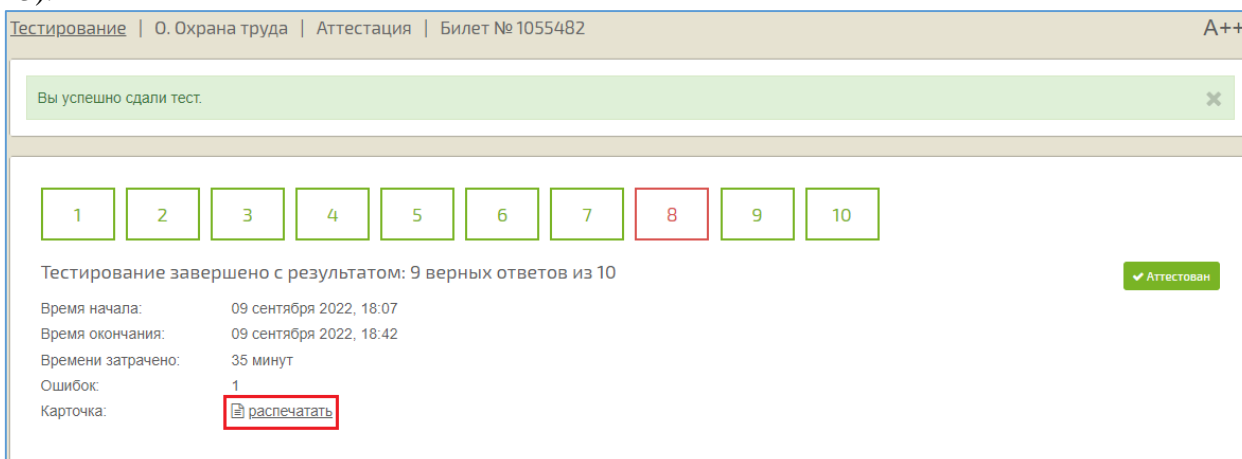 Тестирование | О. Охрана труда | Аттестация | Билет № 1055482 A++
Вы успешно сдали тест. ×
1 2 3 4 5 6 7 8 9 10
Тестирование завершено с результатом: 9 верных ответов из 10
✔ Аттестован
Время начала: 09 сентября 2022, 18:07
Время окончания: 09 сентября 2022, 18:42
Времени затрачено: 35 минут
Ошибок: 1
Карточка: распечатать